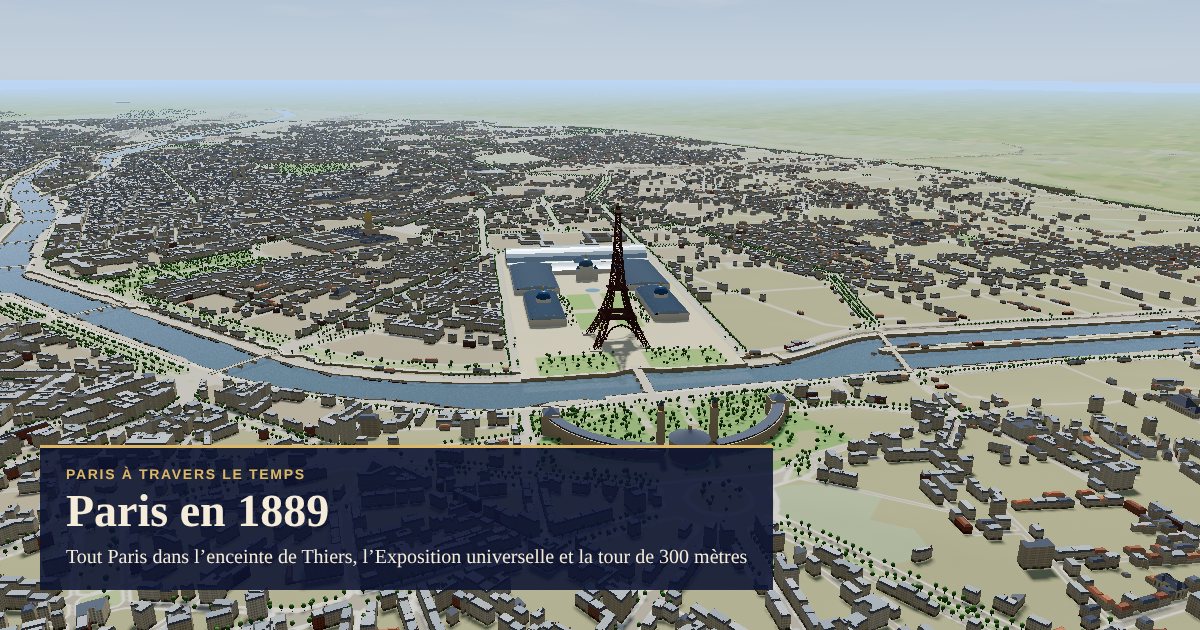 PARIS À TRAVERS LE TEMPS
Paris en 1889
Tout Paris dans l’enceinte de Thiers, l’Exposition universelle et la tour de 300 mètres